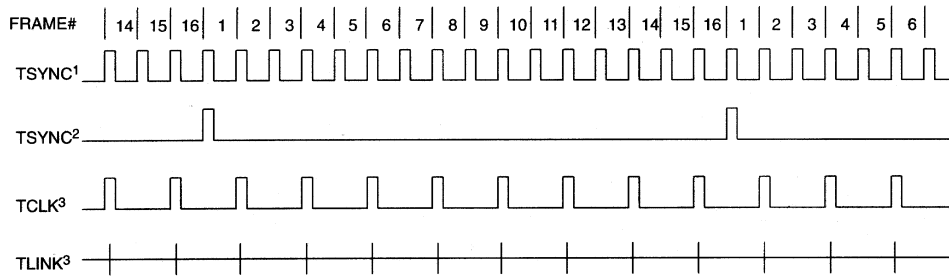 FRAME# 14 15 16 1 2 3 4 5 6 7 8 9 10 11 12 13 14 15 16 1 2 3 4 5 6
TSYNC¹
TSYNC²
TCLK³
TLINK³